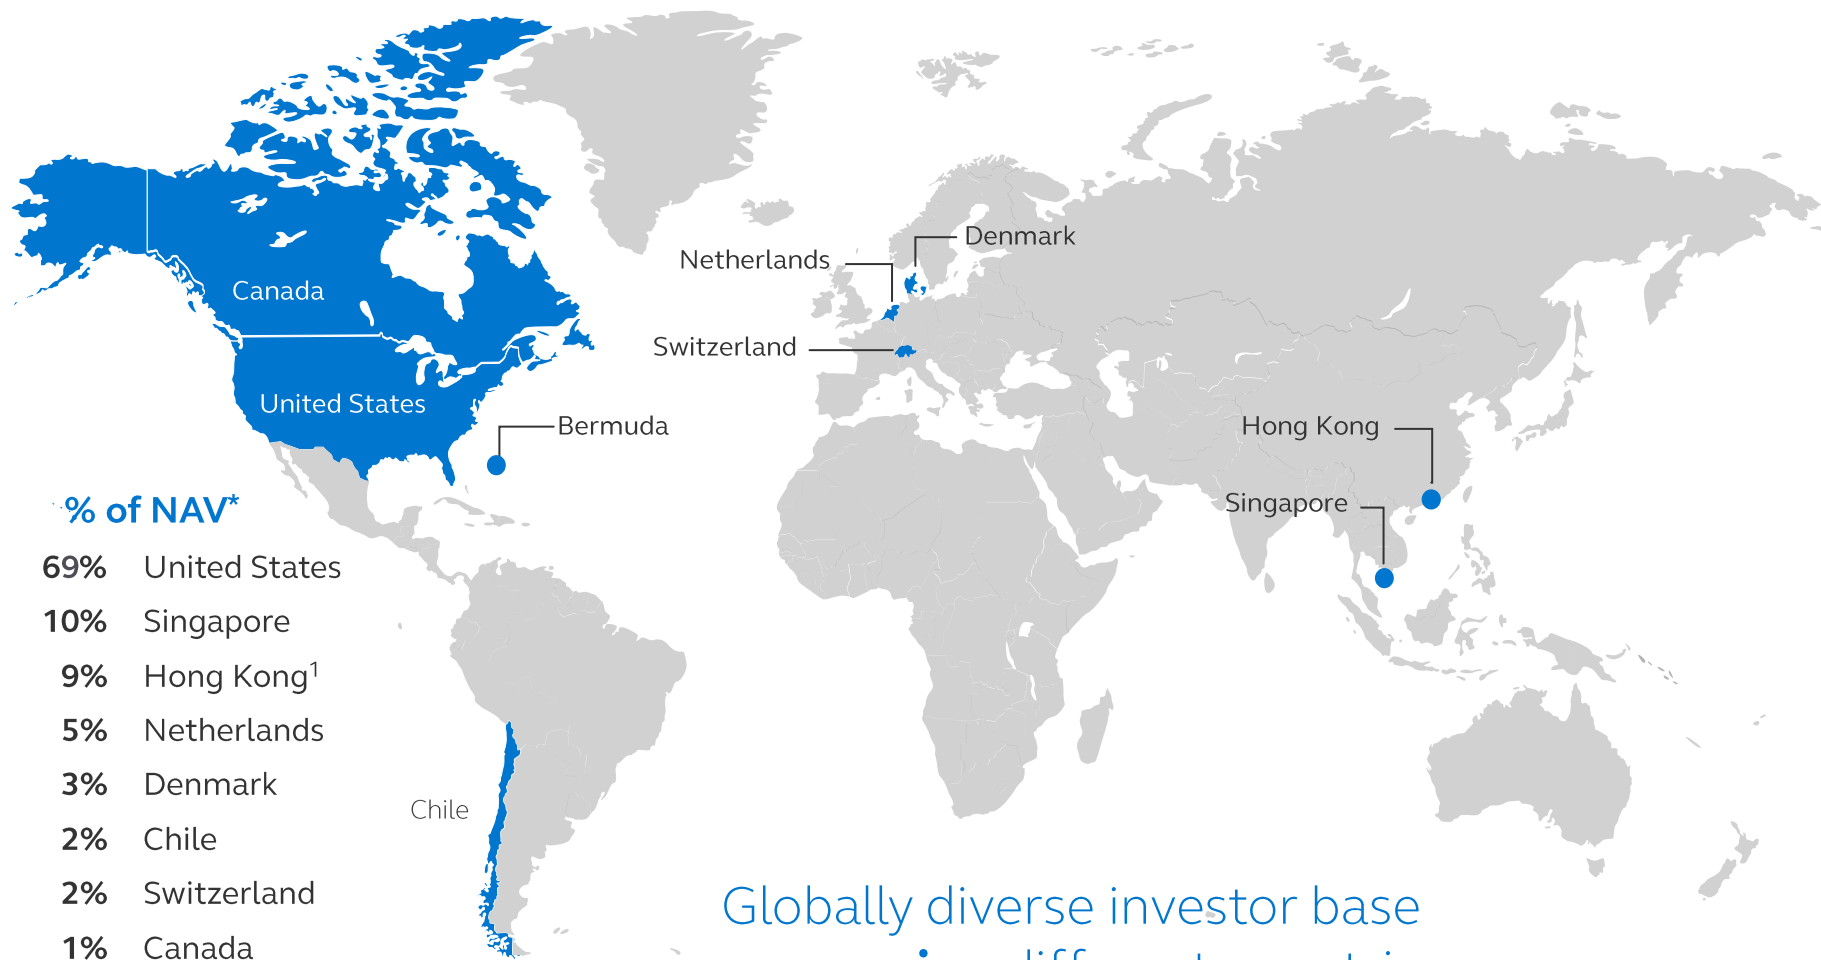 Denmark
Netherlands
Canada
Switzerland
United States
Bermuda
Hong Kong
Singapore
% of NAV*
69% United States
10% Singapore
9% Hong Kong¹
5% Netherlands
3% Denmark
Chile
2% Chile
2% Switzerland
1% Canada
Globally diverse investor base
different